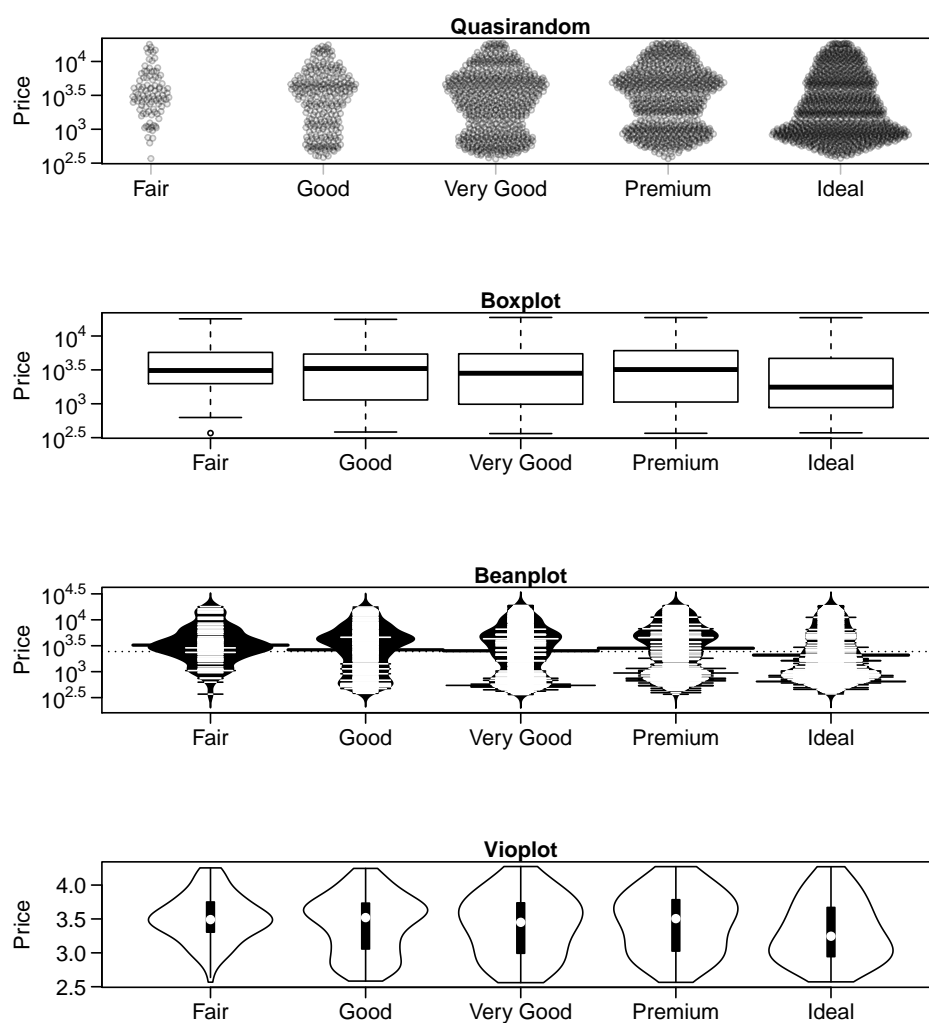 Quasirandom
Price
10^4
10^3.5
10^3
10^2.5
Fair Good Very Good Premium Ideal
Boxplot
Price
10^4
10^3.5
10^3
10^2.5
Fair Good Very Good Premium Ideal
Beanplot
Price
10^4.5
10^4
10^3.5
10^3
10^2.5
Fair Good Very Good Premium Ideal
Vioplot
Price
4.0
3.5
3.0
2.5
Fair Good Very Good Premium Ideal